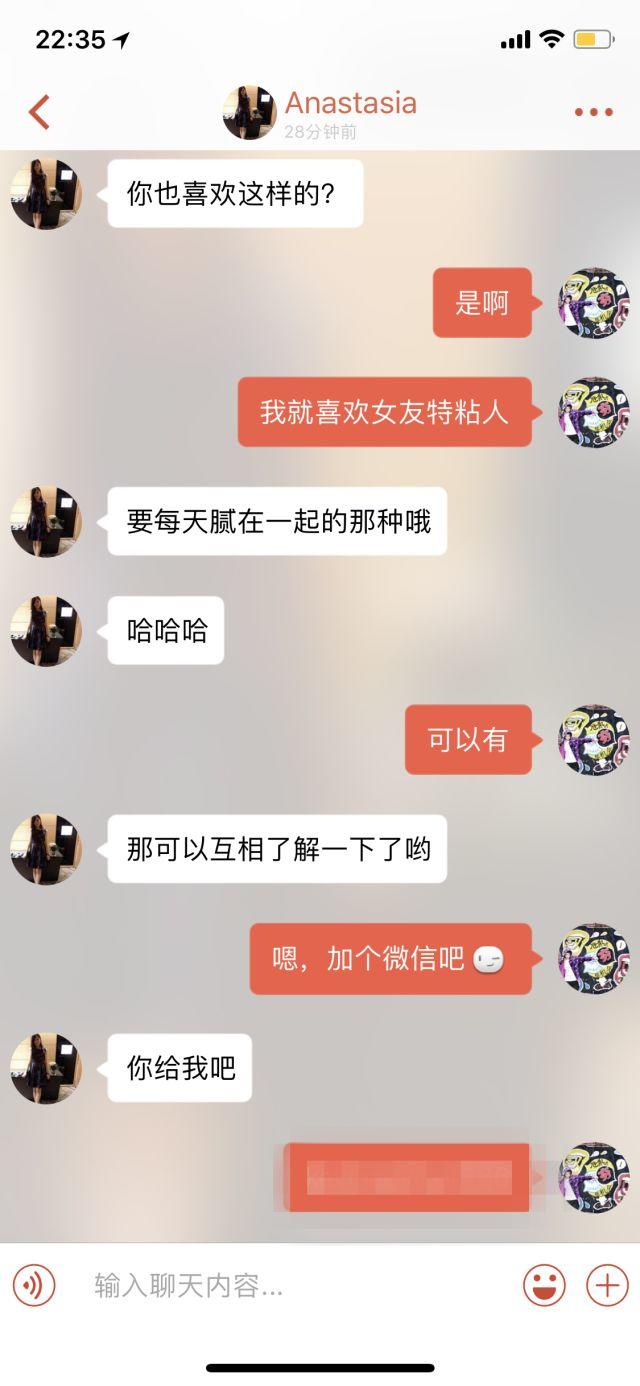 22:35
Anastasia
28分钟前
你也喜欢这样的?
是啊
我就喜欢女友特粘人
要每天腻在一起的那种哦
哈哈哈
可以有
那可以互相了解一下了哟
嗯，加个微信吧
你给我吧
输入聊天内容...